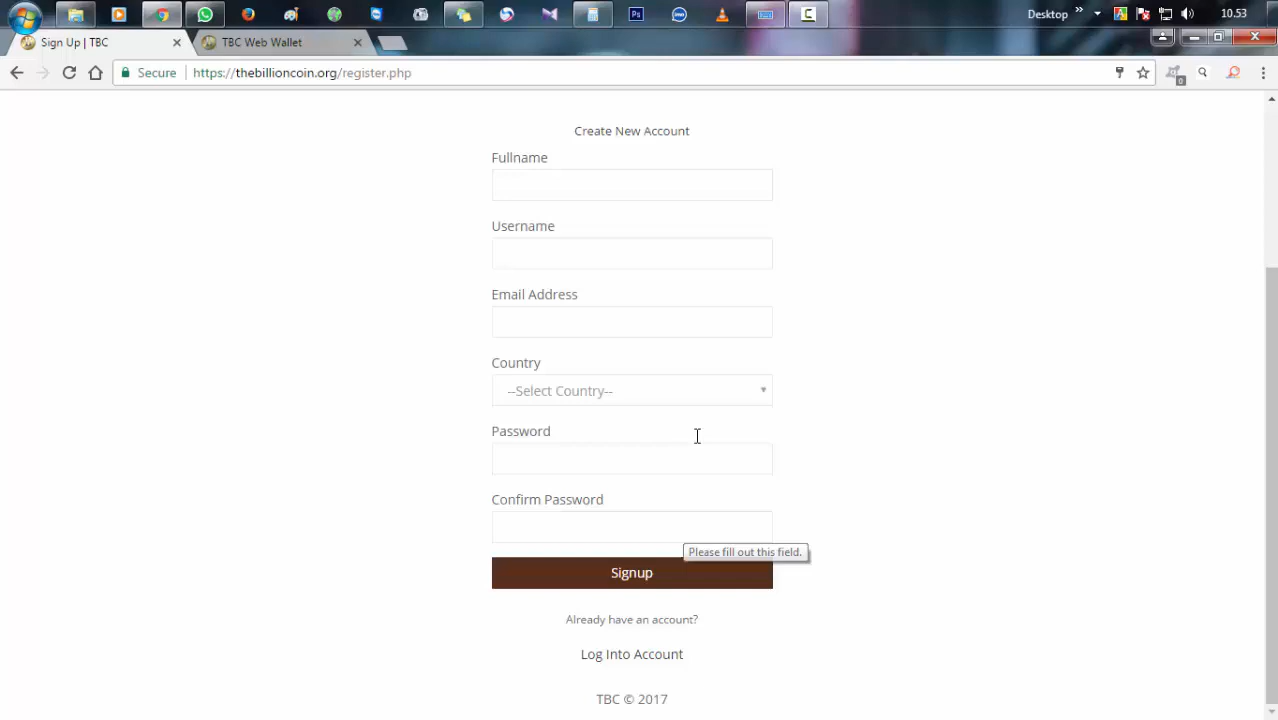 Desktop » 10.53
Sign Up | TBC TBC Web Wallet
Secure https://thebillioncoin.org/register.php
Create New Account
Fullname
Username
Email Address
Country
--Select Country--
Password
Confirm Password
Please fill out this field.
Signup
Already have an account?
Log Into Account
TBC © 2017